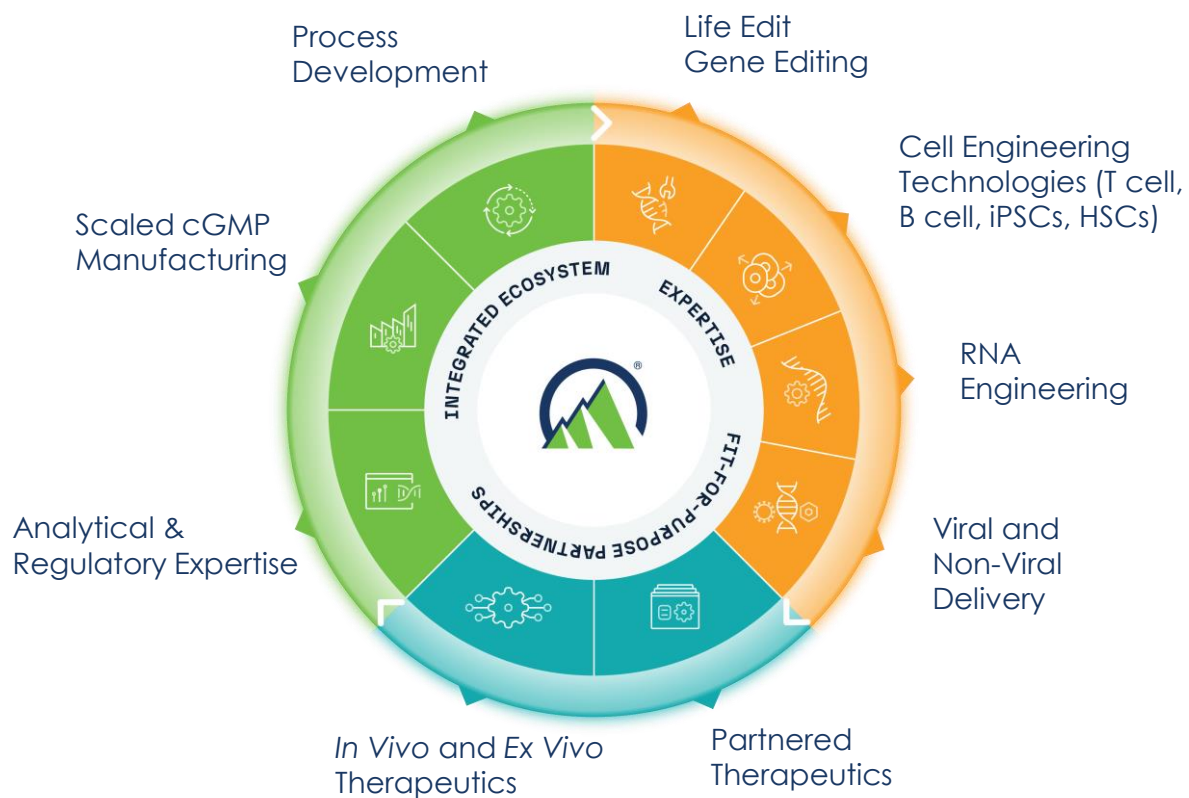 Process
Development
Life Edit
Gene Editing
Cell Engineering
Technologies (T cell,
B cell, iPSCs, HSCs)
Scaled cGMP
Manufacturing
RNA
Engineering
Analytical &
Regulatory Expertise
Viral and
Non-Viral
Delivery
In Vivo and Ex Vivo
Therapeutics
Partnered
Therapeutics
INTEGRATED ECOSYSTEM
EXPERTISE
FIT-FOR-PURPOSE PARTNERSHIPS
®